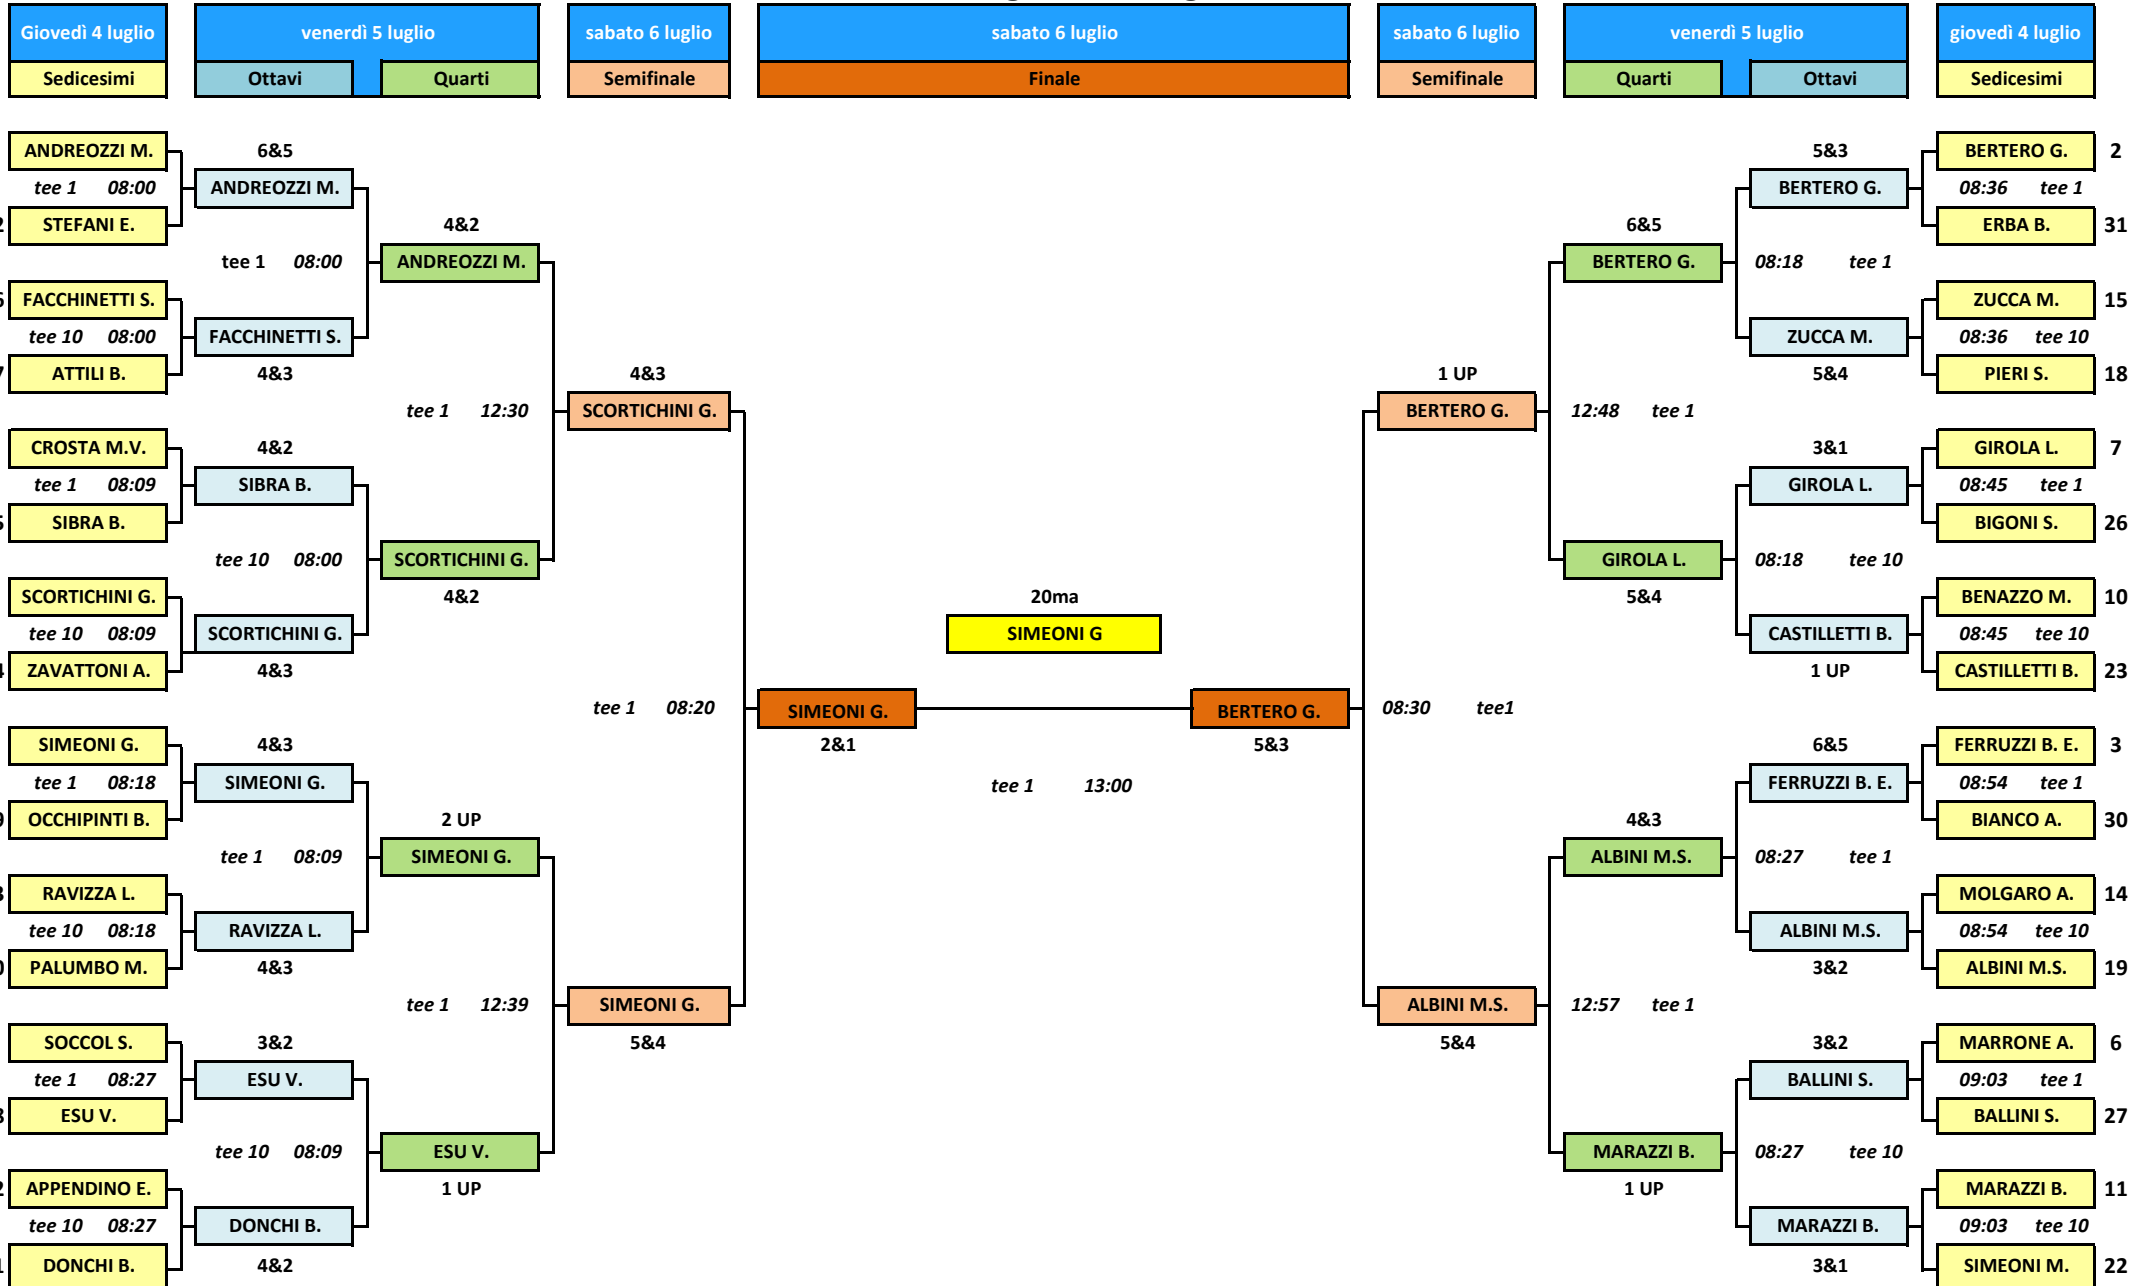 Giovedì 4 luglio venerdì 5 luglio sabato 6 luglio sabato 6 luglio sabato 6 luglio venerdì 5 luglio giovedì 4 luglio
Sedicesimi Ottavi Quarti Semifinale Finale Semifinale Quarti Ottavi Sedicesimi
ANDREOZZI M. 6&5 5&3 BERTERO G. 2
tee 1 08:00 ANDREOZZI M. BERTERO G. 08:36 tee 1
STEFANI E. 4&2 6&5 ERBA B. 31
tee 1 08:00 ANDREOZZI M. BERTERO G. 08:18 tee 1
FACCHINETTI S. ZUCCA M. 15
tee 10 08:00 FACCHINETTI S. ZUCCA M. 08:36 tee 10
ATTILI B. 4&3 4&3 1 UP 5&4 PIERI S. 18
tee 1 12:30 SCORTICHINI G. BERTERO G. 12:48 tee 1
CROSTA M.V. 4&2 3&1 GIROLA L. 7
tee 1 08:09 SIBRA B. GIROLA L. 08:45 tee 1
SIBRA B. BIGONI S. 26
tee 10 08:00 SCORTICHINI G. GIROLA L. 08:18 tee 10
SCORTICHINI G. 4&2 20ma 5&4 BENAZZO M. 10
tee 10 08:09 SCORTICHINI G. SIMEONI G CASTILLETTI B. 08:45 tee 10
ZAVATTONI A. 4&3 1 UP CASTILLETTI B. 23
tee 1 08:20 SIMEONI G. BERTERO G. 08:30 tee1
SIMEONI G. 4&3 2&1 5&3 6&5 FERRUZZI B. E. 3
tee 1 08:18 SIMEONI G. tee 1 13:00 FERRUZZI B. E. 08:54 tee 1
OCCHIPINTI B. 2 UP 4&3 BIANCO A. 30
tee 1 08:09 SIMEONI G. ALBINI M.S. 08:27 tee 1
RAVIZZA L. MOLGARO A. 14
tee 10 08:18 RAVIZZA L. ALBINI M.S. 08:54 tee 10
PALUMBO M. 4&3 3&2 ALBINI M.S. 19
tee 1 12:39 SIMEONI G. ALBINI M.S. 12:57 tee 1
SOCCOL S. 3&2 5&4 5&4 3&2 MARRONE A. 6
tee 1 08:27 ESU V. BALLINI S. 09:03 tee 1
ESU V. BALLINI S. 27
tee 10 08:09 ESU V. MARAZZI B. 08:27 tee 10
APPENDINO E. 1 UP 1 UP MARAZZI B. 11
tee 10 08:27 DONCHI B. MARAZZI B. 09:03 tee 10
DONCHI B. 4&2 3&1 SIMEONI M. 22